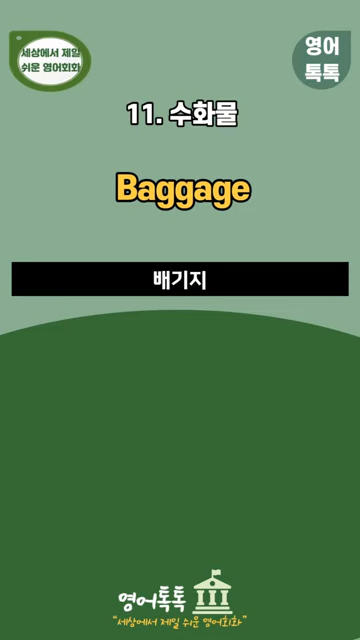 세상에서 제일
쉬운 영어회화
영어
톡톡
11. 수화물
Baggage
배기지
영어톡톡
"세상에서 제일 쉬운 영어회화"